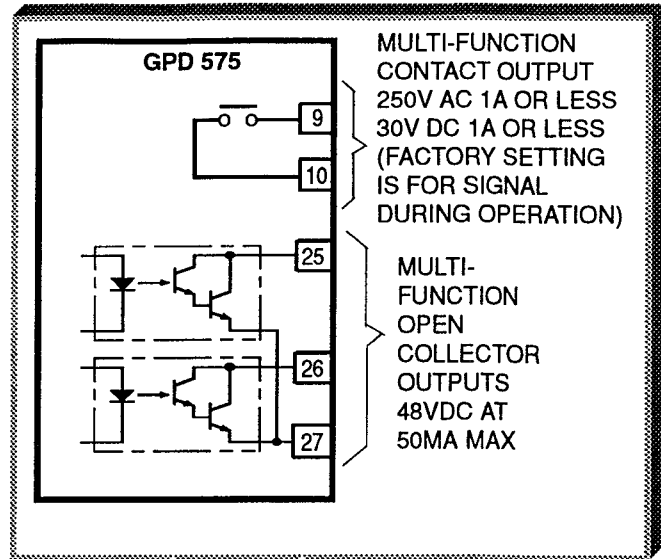 GPD 575
MULTI-FUNCTION
CONTACT OUTPUT
250V AC 1A OR LESS
30V DC 1A OR LESS
(FACTORY SETTING
IS FOR SIGNAL
DURING OPERATION)
9
10
25
26
27
MULTI-
FUNCTION
OPEN
COLLECTOR
OUTPUTS
48VDC AT
50MA MAX